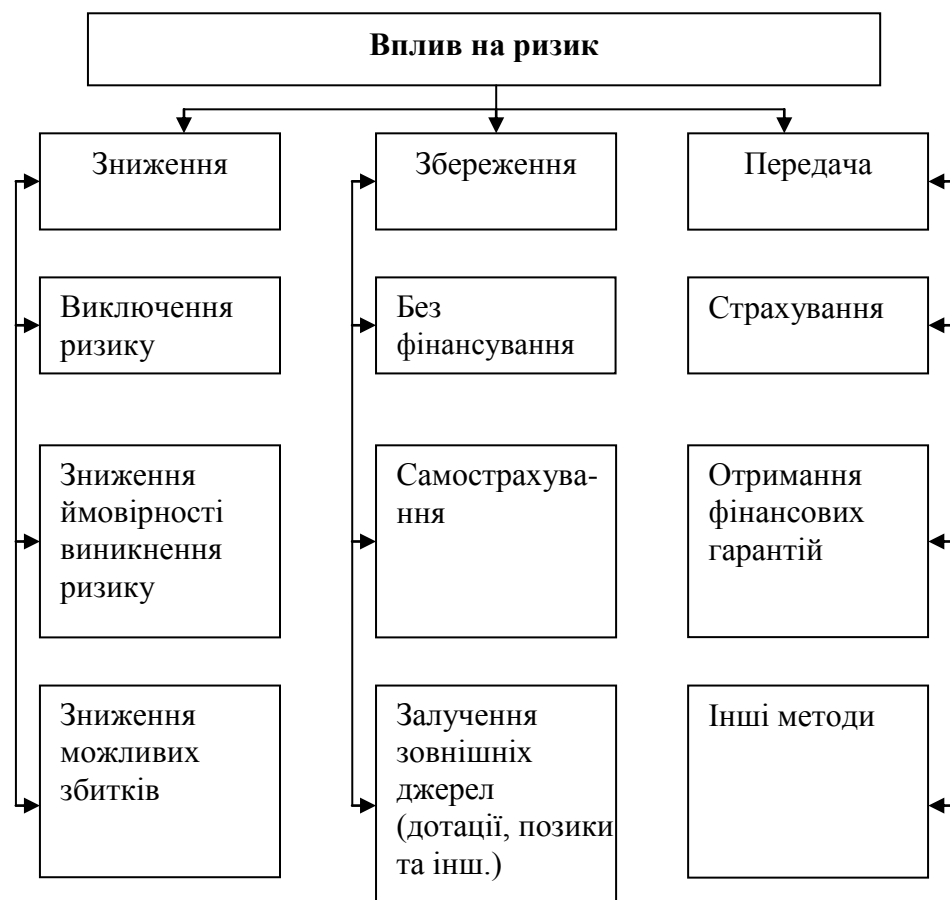 Вплив на ризик
Зниження
Збереження
Передача
Виключення
ризику
Без
фінансування
Страхування
Зниження
ймовірності
виникнення
ризику
Самострахува-
ння
Отримання
фінансових
гарантій
Зниження
можливих
збитків
Залучення
зовнішніх
джерел
(дотації, позики
та інш.)
Інші методи